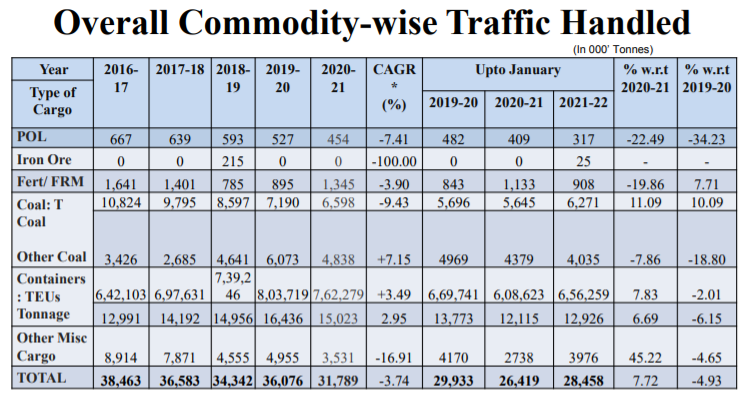 Overall Commodity-wise Traffic Handled
(In 000' Tonnes)
Year 2016-17 2017-18 2018-19 2019-20 2020-21 CAGR * (%) Upto January % w.r.t 2020-21 % w.r.t 2019-20
Type of Cargo 2019-20 2020-21 2021-22
POL 667 639 593 527 454 -7.41 482 409 317 -22.49 -34.23
Iron Ore 0 0 215 0 0 -100.00 0 0 25 - -
Fert/ FRM 1,641 1,401 785 895 1,345 -3.90 843 1,133 908 -19.86 7.71
Coal: T Coal 10,824 9,795 8,597 7,190 6,598 -9.43 5,696 5,645 6,271 11.09 10.09
Other Coal 3,426 2,685 4,641 6,073 4,838 +7.15 4969 4379 4,035 -7.86 -18.80
Containers : TEUs 6,42,103 6,97,631 7,39,246 8,03,719 7,62,279 +3.49 6,69,741 6,08,623 6,56,259 7.83 -2.01
Tonnage 12,991 14,192 14,956 16,436 15,023 2.95 13,773 12,115 12,926 6.69 -6.15
Other Misc Cargo 8,914 7,871 4,555 4,955 3,531 -16.91 4170 2738 3976 45.22 -4.65
TOTAL 38,463 36,583 34,342 36,076 31,789 -3.74 29,933 26,419 28,458 7.72 -4.93